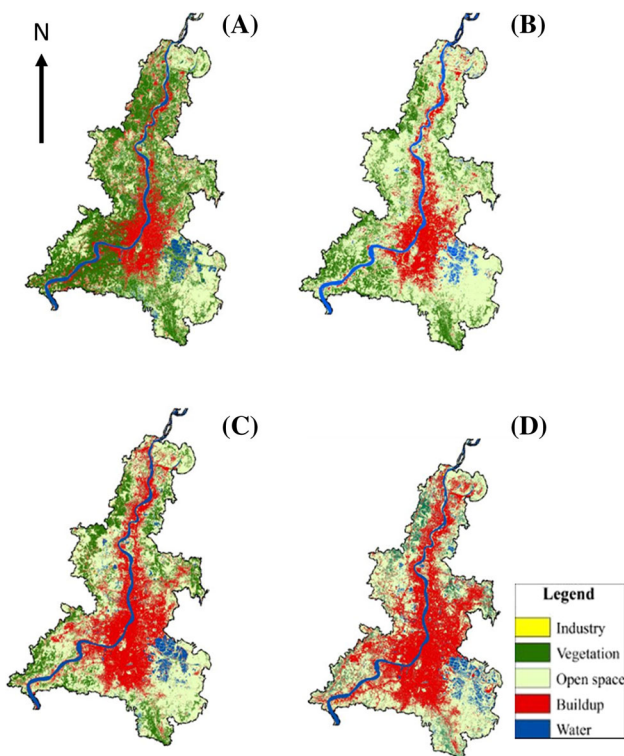 N
(A)
(B)
(C)
(D)
Legend
Industry
Vegetation
Open space
Buildup
Water